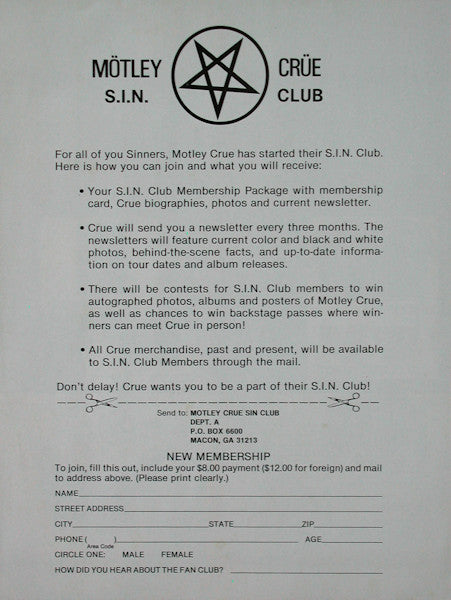 MÖTLEY CRÜE
S.I.N. CLUB
For all of you Sinners, Motley Crue has started their S.I.N. Club.
Here is how you can join and what you will receive:
• Your S.I.N. Club Membership Package with membership
card, Crue biographies, photos and current newsletter.
• Crue will send you a newsletter every three months. The
newsletters will feature current color and black and white
photos, behind-the-scene facts, and up-to-date informa-
tion on tour dates and album releases.
• There will be contests for S.I.N. Club members to win
autographed photos, albums and posters of Motley Crue,
as well as chances to win backstage passes where win-
ners can meet Crue in person!
• All Crue merchandise, past and present, will be available
to S.I.N. Club Members through the mail.
Don't delay! Crue wants you to be a part of their S.I.N. Club!
Send to: MOTLEY CRUE SIN CLUB
DEPT. A
P.O. BOX 6600
MACON, GA 31213
NEW MEMBERSHIP
To join, fill this out, include your $8.00 payment ($12.00 for foreign) and mail
to address above. (Please print clearly.)
NAME
STREET ADDRESS
CITY STATE ZIP
PHONE ( ) AGE
Area Code
CIRCLE ONE: MALE FEMALE
HOW DID YOU HEAR ABOUT THE FAN CLUB?